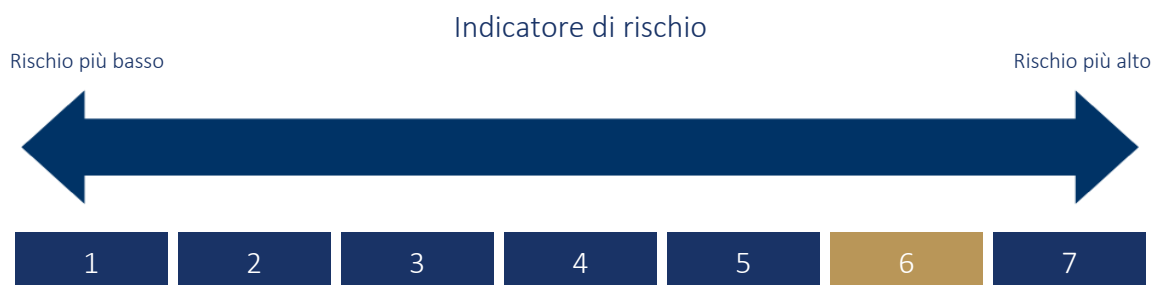 Indicatore di rischio
Rischio più basso
Rischio più alto
1 2 3 4 5 6 7